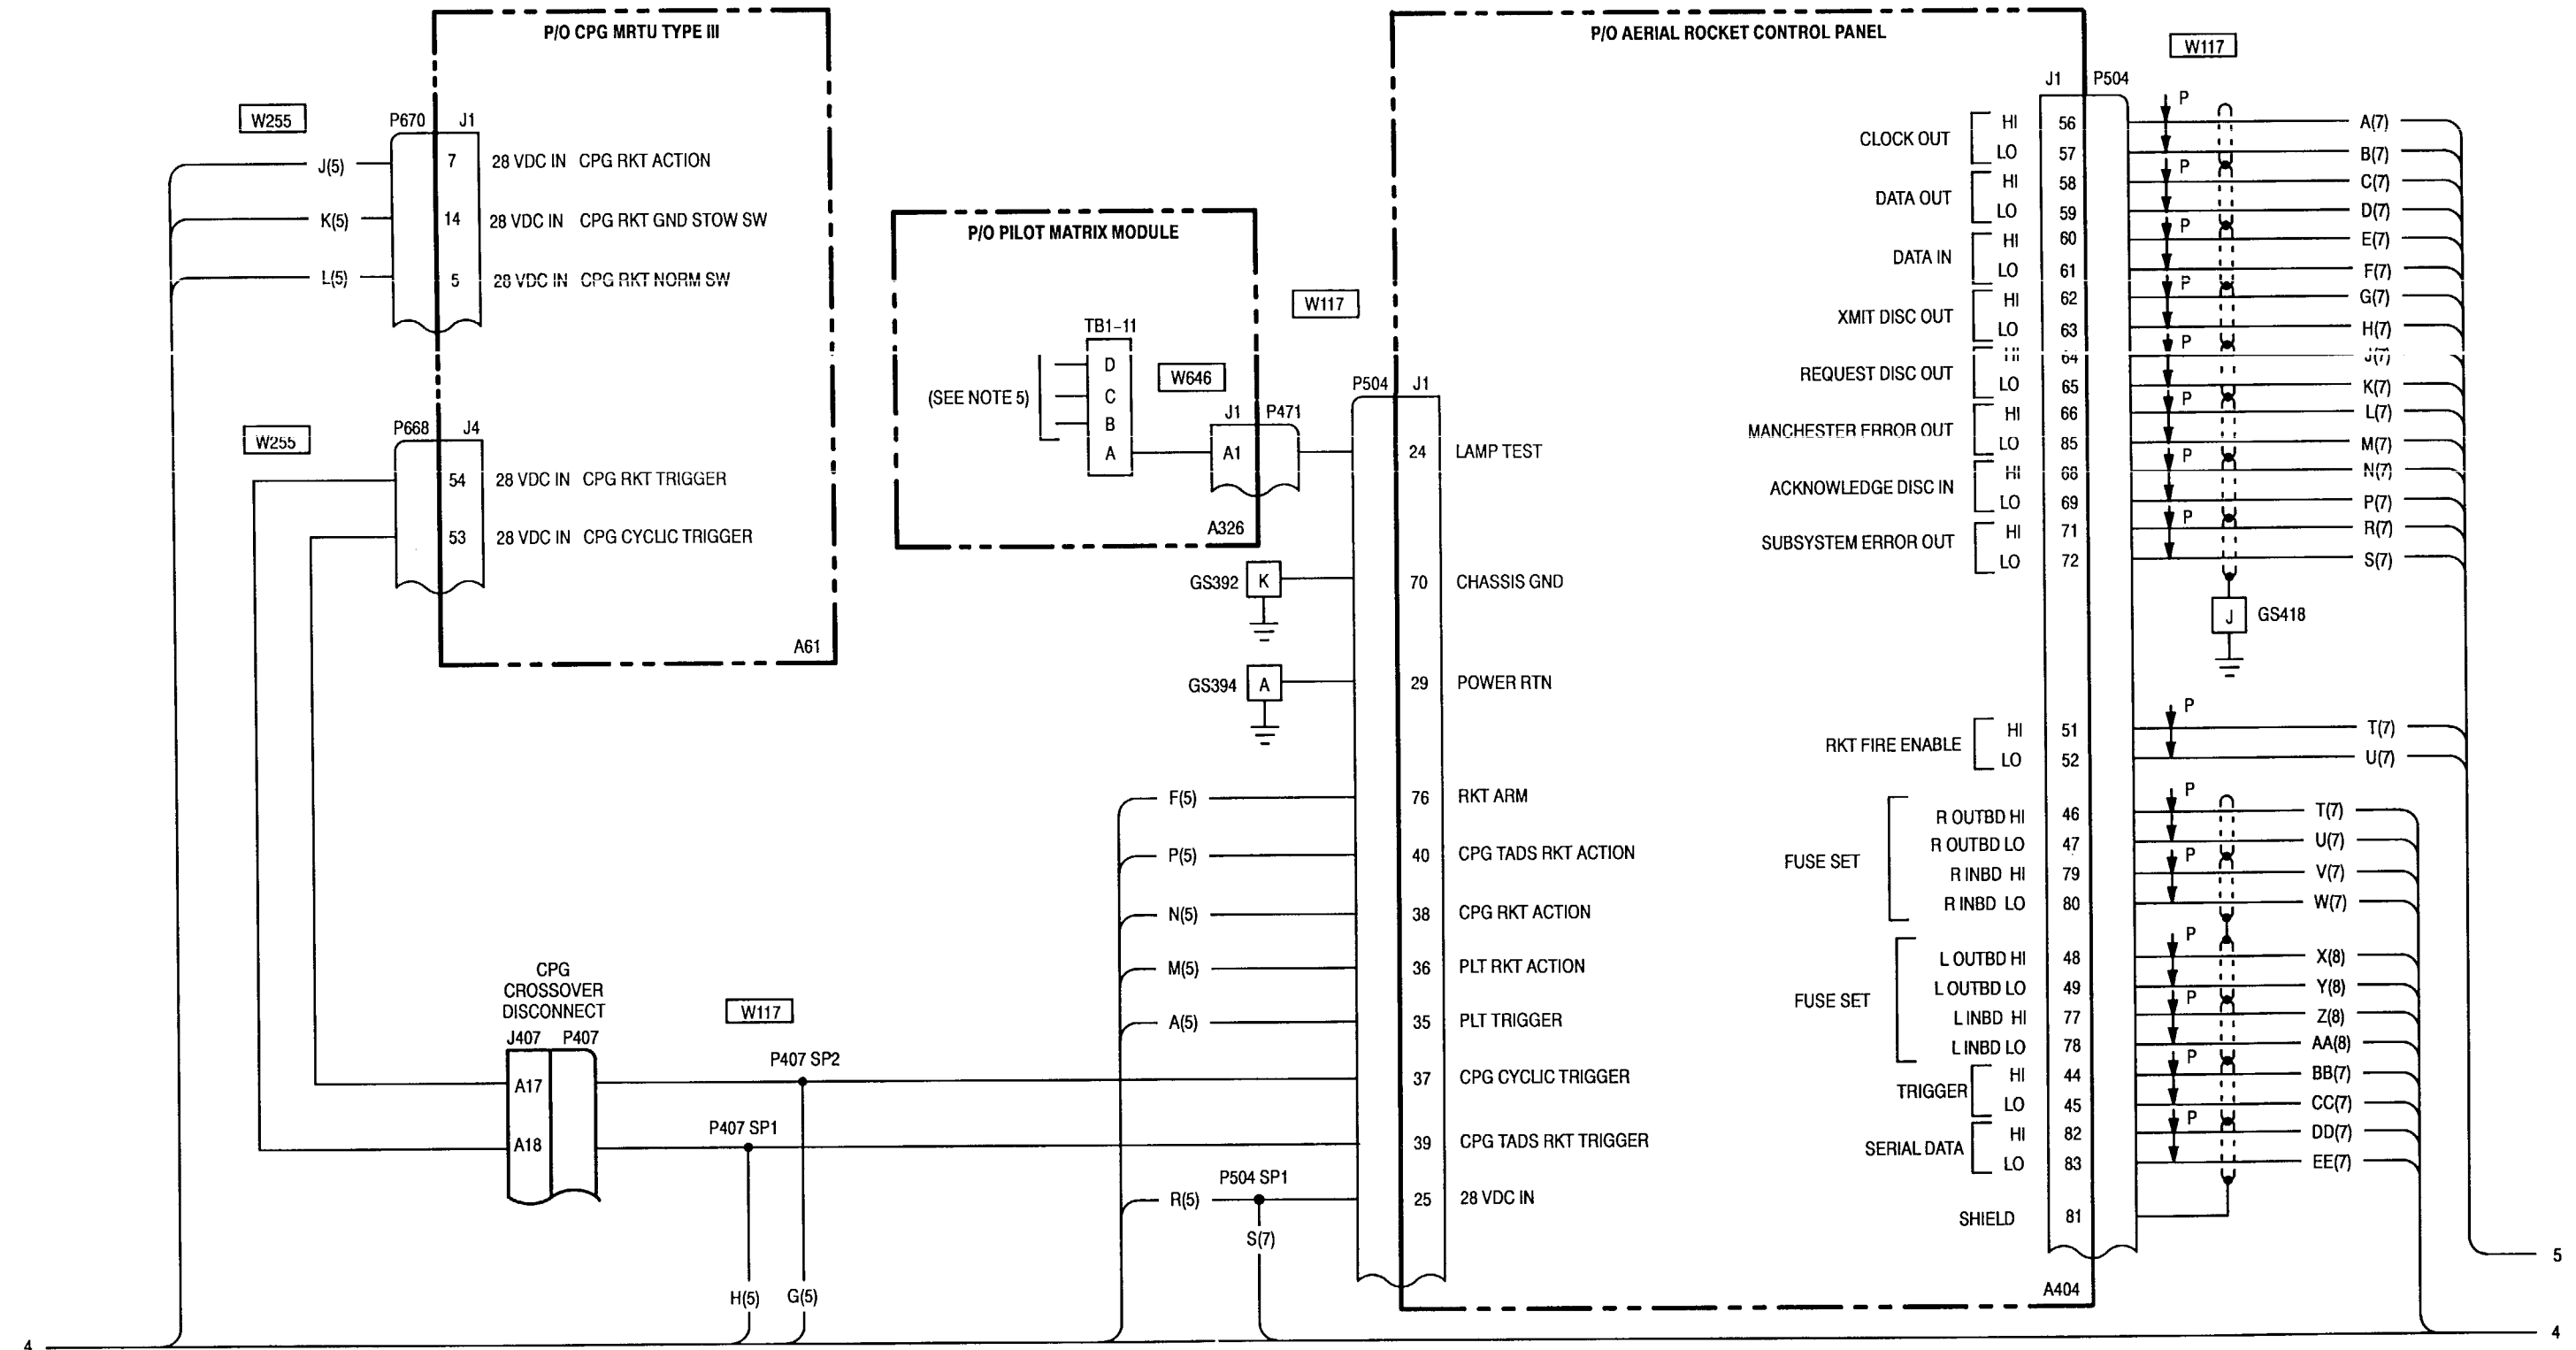 P/O CPG MRTU TYPE III
W255
P670 J1
J(5) 7 28 VDC IN CPG RKT ACTION
K(5) 14 28 VDC IN CPG RKT GND STOW SW
L(5) 5 28 VDC IN CPG RKT NORM SW
W255
P668 J4
54 28 VDC IN CPG RKT TRIGGER
53 28 VDC IN CPG CYCLIC TRIGGER
A61
P/O PILOT MATRIX MODULE
TB1-11
D
(SEE NOTE 5) C
B
A
W646
J1 P471
A1
A326
W117
P/O AERIAL ROCKET CONTROL PANEL
P504 J1
24 LAMP TEST
GS392 K 70 CHASSIS GND
GS394 A 29 POWER RTN
F(5) 76 RKT ARM
P(5) 40 CPG TADS RKT ACTION
N(5) 38 CPG RKT ACTION
M(5) 36 PLT RKT ACTION
A(5) 35 PLT TRIGGER
37 CPG CYCLIC TRIGGER
39 CPG TADS RKT TRIGGER
P504 SP1
R(5) 25 28 VDC IN
S(7)
CPG
CROSSOVER
DISCONNECT
J407 P407
A17
A18
W117
P407 SP2
P407 SP1
H(5) G(5)
4
W117
J1 P504
P
CLOCK OUT HI 56 A(7)
LO 57 B(7)
P
DATA OUT HI 58 C(7)
LO 59 D(7)
P
DATA IN HI 60 E(7)
LO 61 F(7)
P
XMIT DISC OUT HI 62 G(7)
LO 63 H(7)
P
REQUEST DISC OUT HI 64 J(7)
LO 65 K(7)
P
MANCHESTER ERROR OUT HI 66 L(7)
LO 85 M(7)
P
ACKNOWLEDGE DISC IN HI 68 N(7)
LO 69 P(7)
P
SUBSYSTEM ERROR OUT HI 71 R(7)
LO 72 S(7)
J GS418
P
RKT FIRE ENABLE HI 51 T(7)
LO 52 U(7)
P
FUSE SET
R OUTBD HI 46 T(7)
R OUTBD LO 47 U(7)
P
R INBD HI 79 V(7)
R INBD LO 80 W(7)
P
FUSE SET
L OUTBD HI 48 X(8)
L OUTBD LO 49 Y(8)
P
L INBD HI 77 Z(8)
L INBD LO 78 AA(8)
P
TRIGGER HI 44 BB(7)
LO 45 CC(7)
P
SERIAL DATA HI 82 DD(7)
LO 83 EE(7)
SHIELD 81
A404
5
4